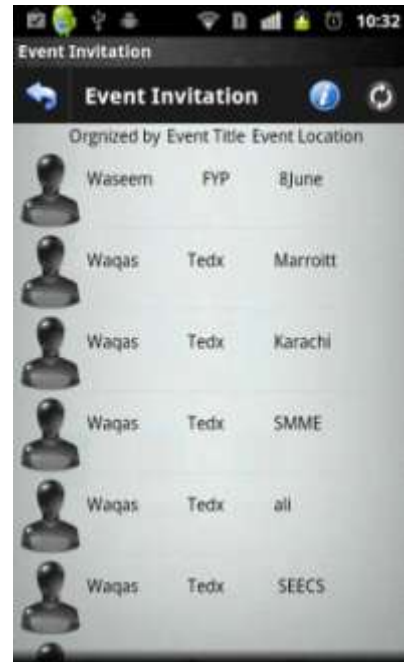 10:32
Event Invitation
Event Invitation
Orgnized by Event Title Event Location
Waseem FYP 8June
Waqas Tedx Marroitt
Waqas Tedx Karachi
Waqas Tedx SMME
Waqas Tedx ali
Waqas Tedx SEECS